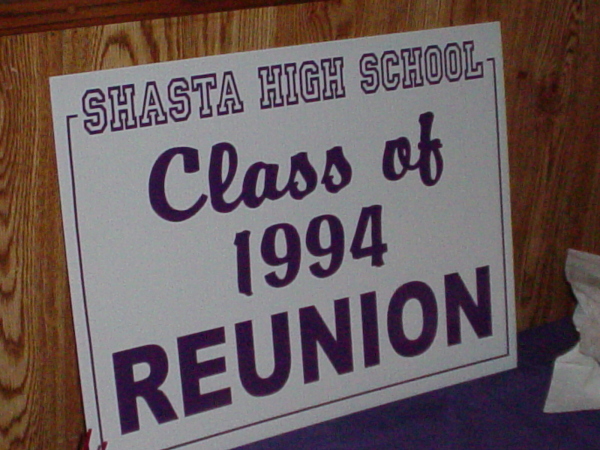 SHASTA HIGH SCHOOL
Class of
1994
REUNION